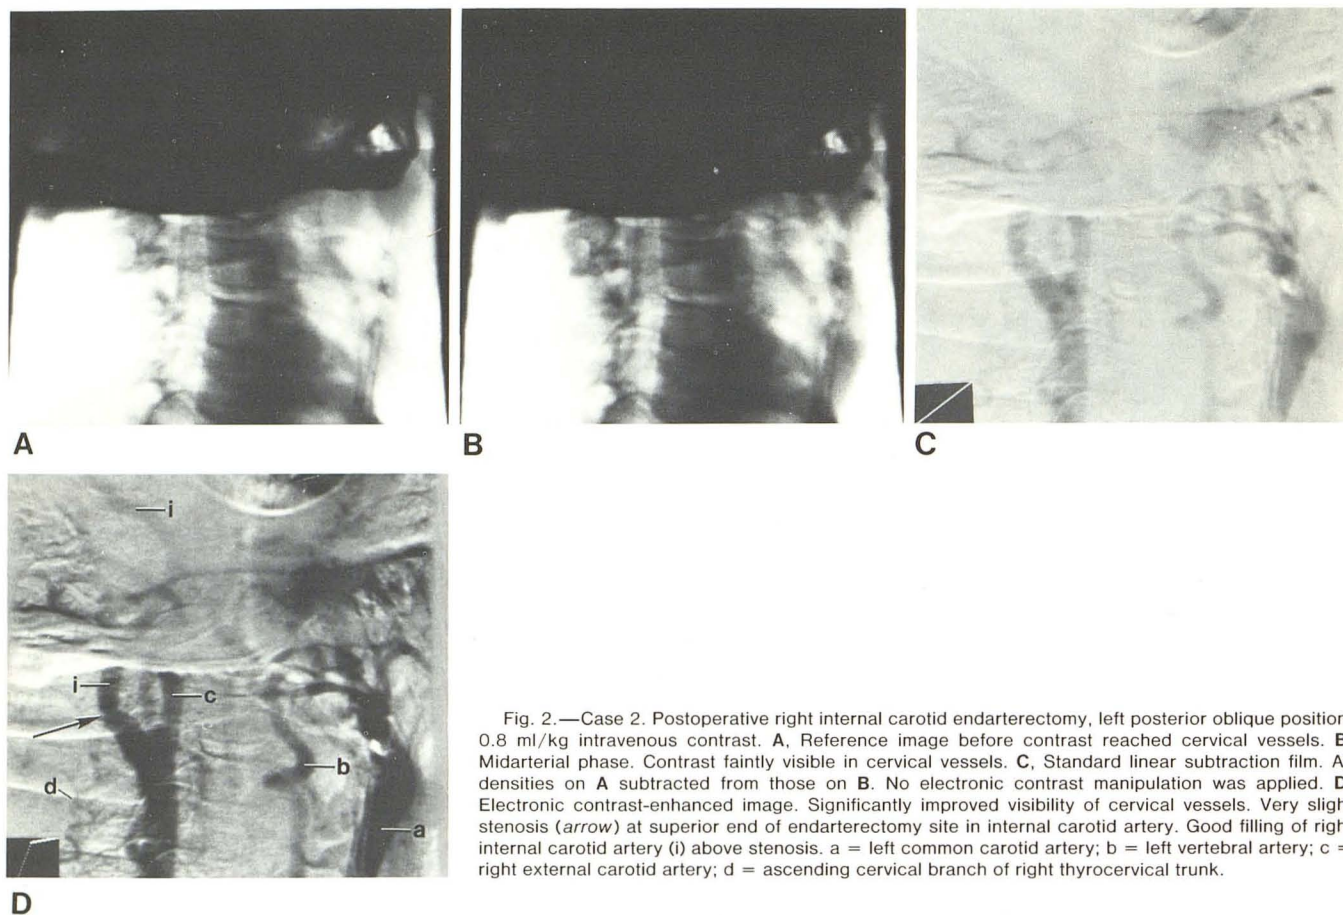 A
B
C
i
i
c
b
d
a
D
Fig. 2.—Case 2. Postoperative right internal carotid endarterectomy, left posterior oblique position
0.8 ml/kg intravenous contrast. A, Reference image before contrast reached cervical vessels. B
Midarterial phase. Contrast faintly visible in cervical vessels. C, Standard linear subtraction film. A
densities on A subtracted from those on B. No electronic contrast manipulation was applied. D
Electronic contrast-enhanced image. Significantly improved visibility of cervical vessels. Very sligh
stenosis (arrow) at superior end of endarterectomy site in internal carotid artery. Good filling of righ
internal carotid artery (i) above stenosis. a = left common carotid artery; b = left vertebral artery; c =
right external carotid artery; d = ascending cervical branch of right thyrocervical trunk.